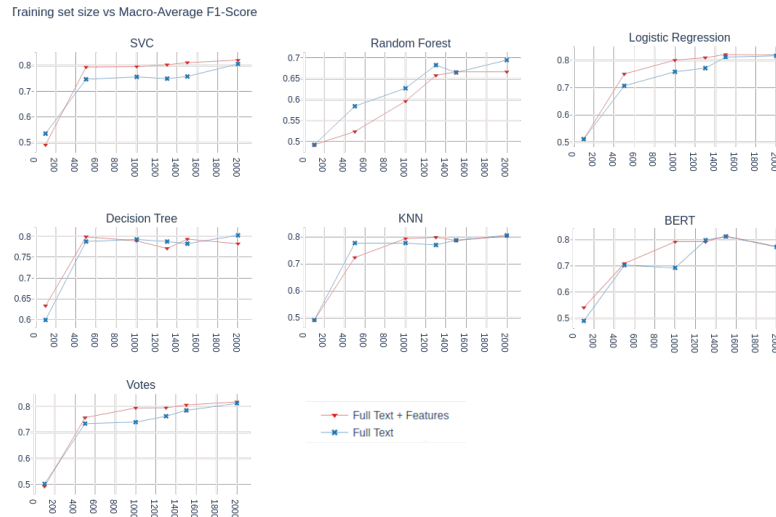 Training set size vs Macro-Average F1-Score
SVC
0.8
0.7
0.6
0.5
0 200 400 600 800 1000 1200 1400 1600 1800 2000
Random Forest
0.7
0.65
0.6
0.55
0.5
0 200 400 600 800 1000 1200 1400 1600 1800 2000
Logistic Regression
0.8
0.7
0.6
0.5
0 200 400 600 800 1000 1200 1400 1600 1800 2000
Decision Tree
0.8
0.75
0.7
0.65
0.6
0 200 400 600 800 1000 1200 1400 1600 1800 2000
KNN
0.8
0.7
0.6
0.5
0 200 400 600 800 1000 1200 1400 1600 1800 2000
BERT
0.8
0.7
0.6
0.5
0 200 400 600 800 1000 1200 1400 1600 1800 2000
Votes
0.8
0.7
0.6
0.5
0 200 400 600 800 1000 1200 1400 1600 1800 2000
Full Text + Features
Full Text